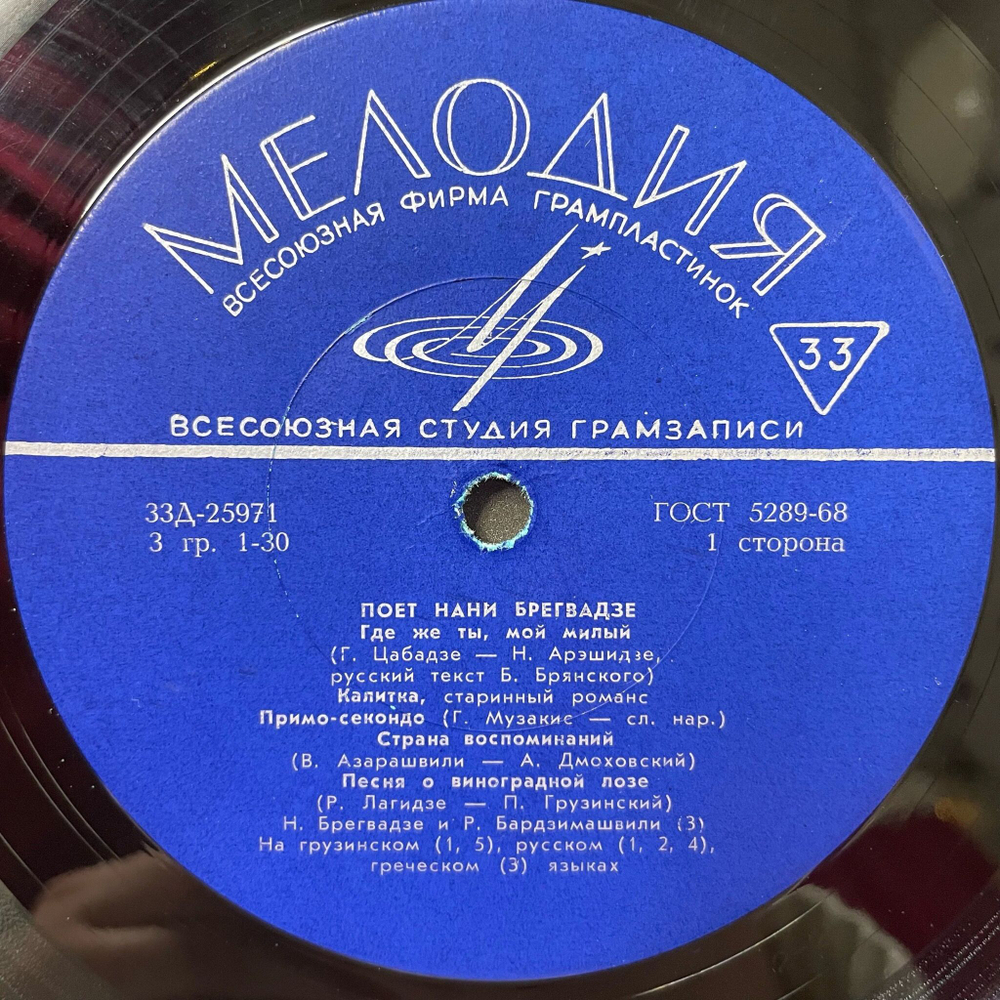 МЕЛОДИЯ
ВСЕСОЮЗНАЯ ФИРМА ГРАМПЛАСТИНОК
33
ВСЕСОЮЗНАЯ СТУДИЯ ГРАМЗАПИСИ
33Д-25971
ГОСТ 5289-68
3 гр. 1-30
1 сторона
ПОЕТ НАНИ БРЕГВАДЗЕ
Где же ты, мой милый
(Г. Цабадзе — Н. Арэшидзе,
русский текст Б. Брянского)
Калитка, старинный романс
Примо-секондо (Г. Музакис — сл. нар.)
Страна воспоминаний
(В. Азарашвили — А. Дмоховский)
Песня о виноградной лозе
(Р. Лагидзе — П. Грузинский)
Н. Брегвадзе и Р. Бардзимашвили (3)
На грузинском (1, 5), русском (1, 2, 4),
греческом (3) языках